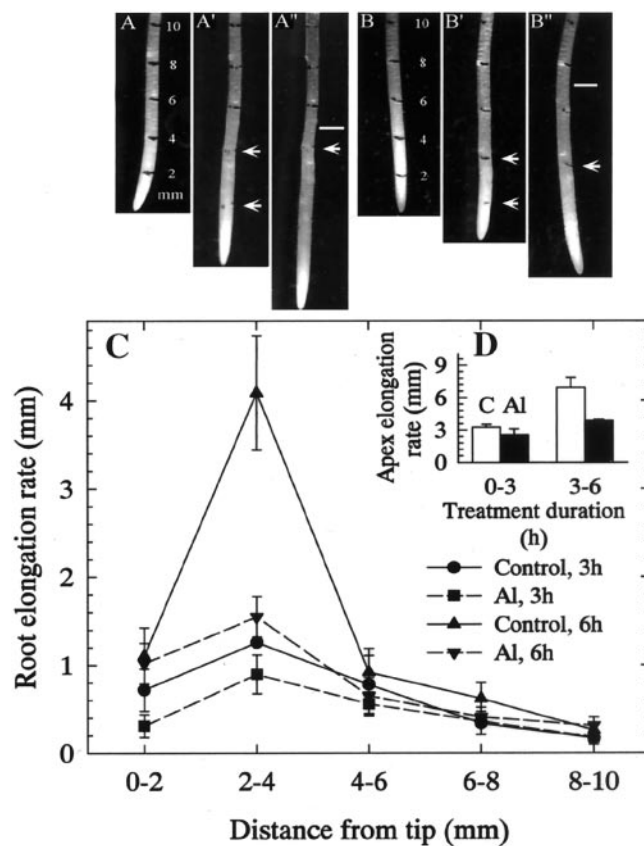 A
A'
A"
B
B'
B"
10
8
6
4
2
mm
10
8
6
4
2
C
D
Apex elongation
rate (mm)
9
6
3
0
C Al
0-3
3-6
Treatment duration
(h)
Control, 3h
Al, 3h
Control, 6h
Al, 6h
Root elongation rate (mm)
4
3
2
1
0
0-2
2-4
4-6
6-8
8-10
Distance from tip (mm)